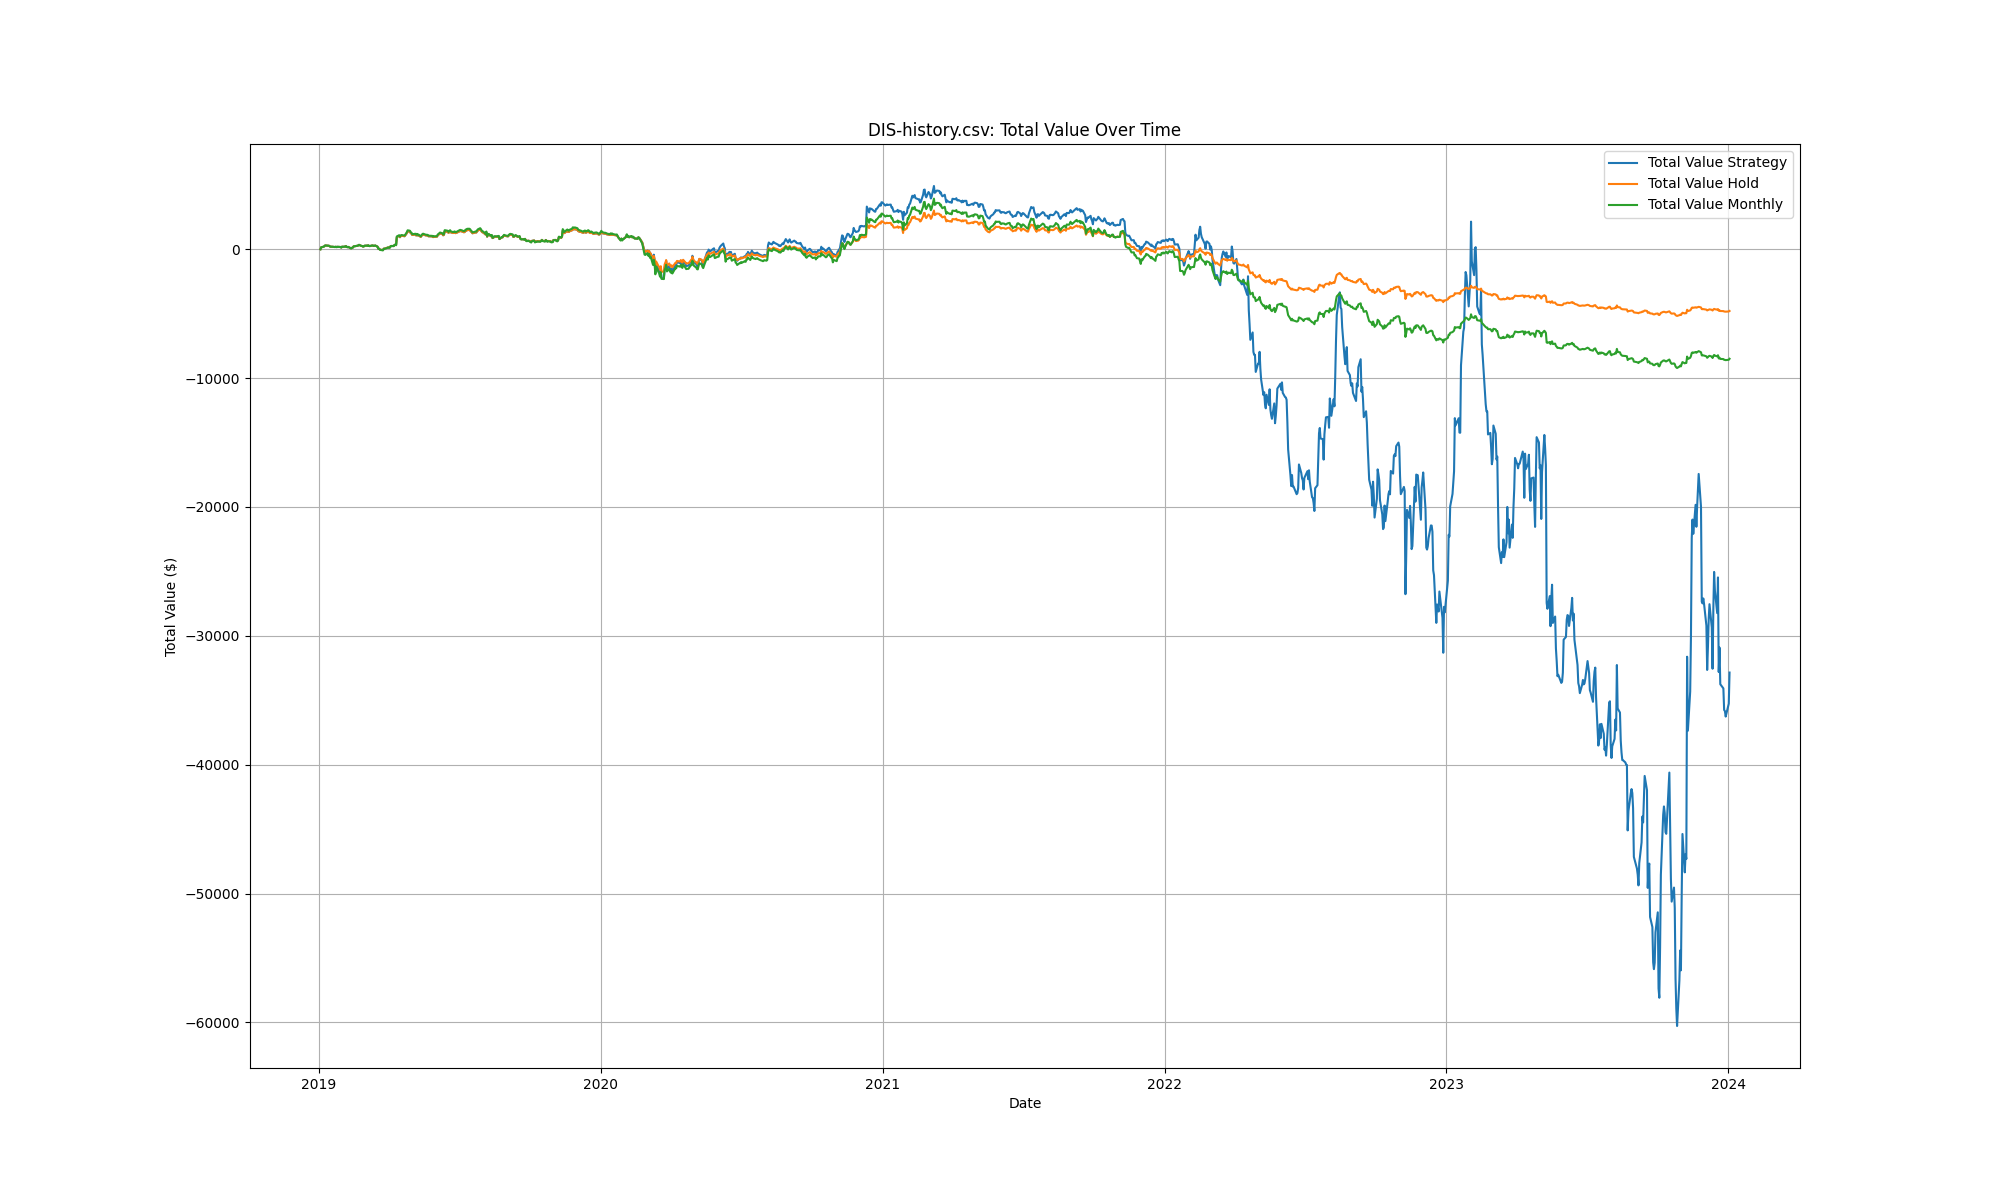 DIS-history.csv: Total Value Over Time
Total Value Strategy
Total Value Hold
Total Value Monthly
Total Value ($)
0
−10000
−20000
−30000
−40000
−50000
−60000
2019
2020
2021
2022
2023
2024
Date